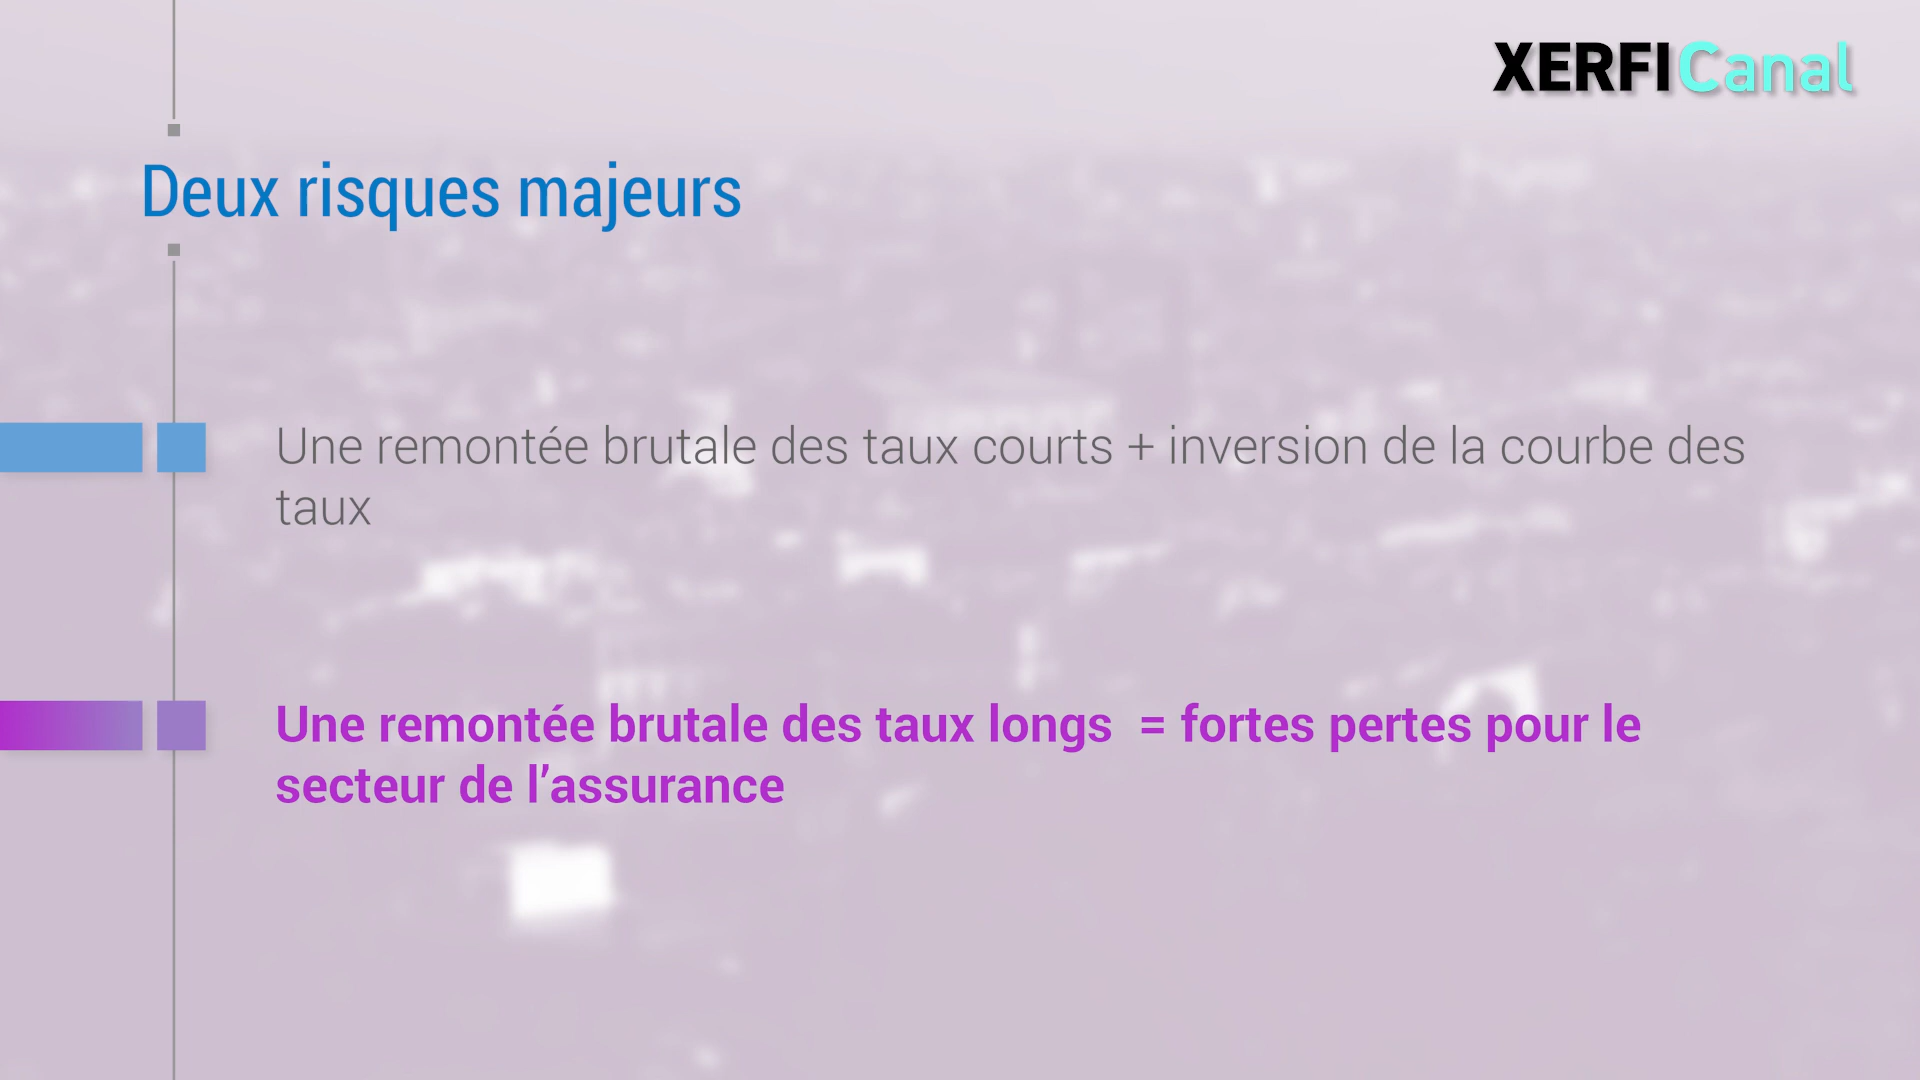 XERFI Canal
Deux risques majeurs
Une remontée brutale des taux courts + inversion de la courbe des
taux
Une remontée brutale des taux longs = fortes pertes pour le
secteur de l’assurance